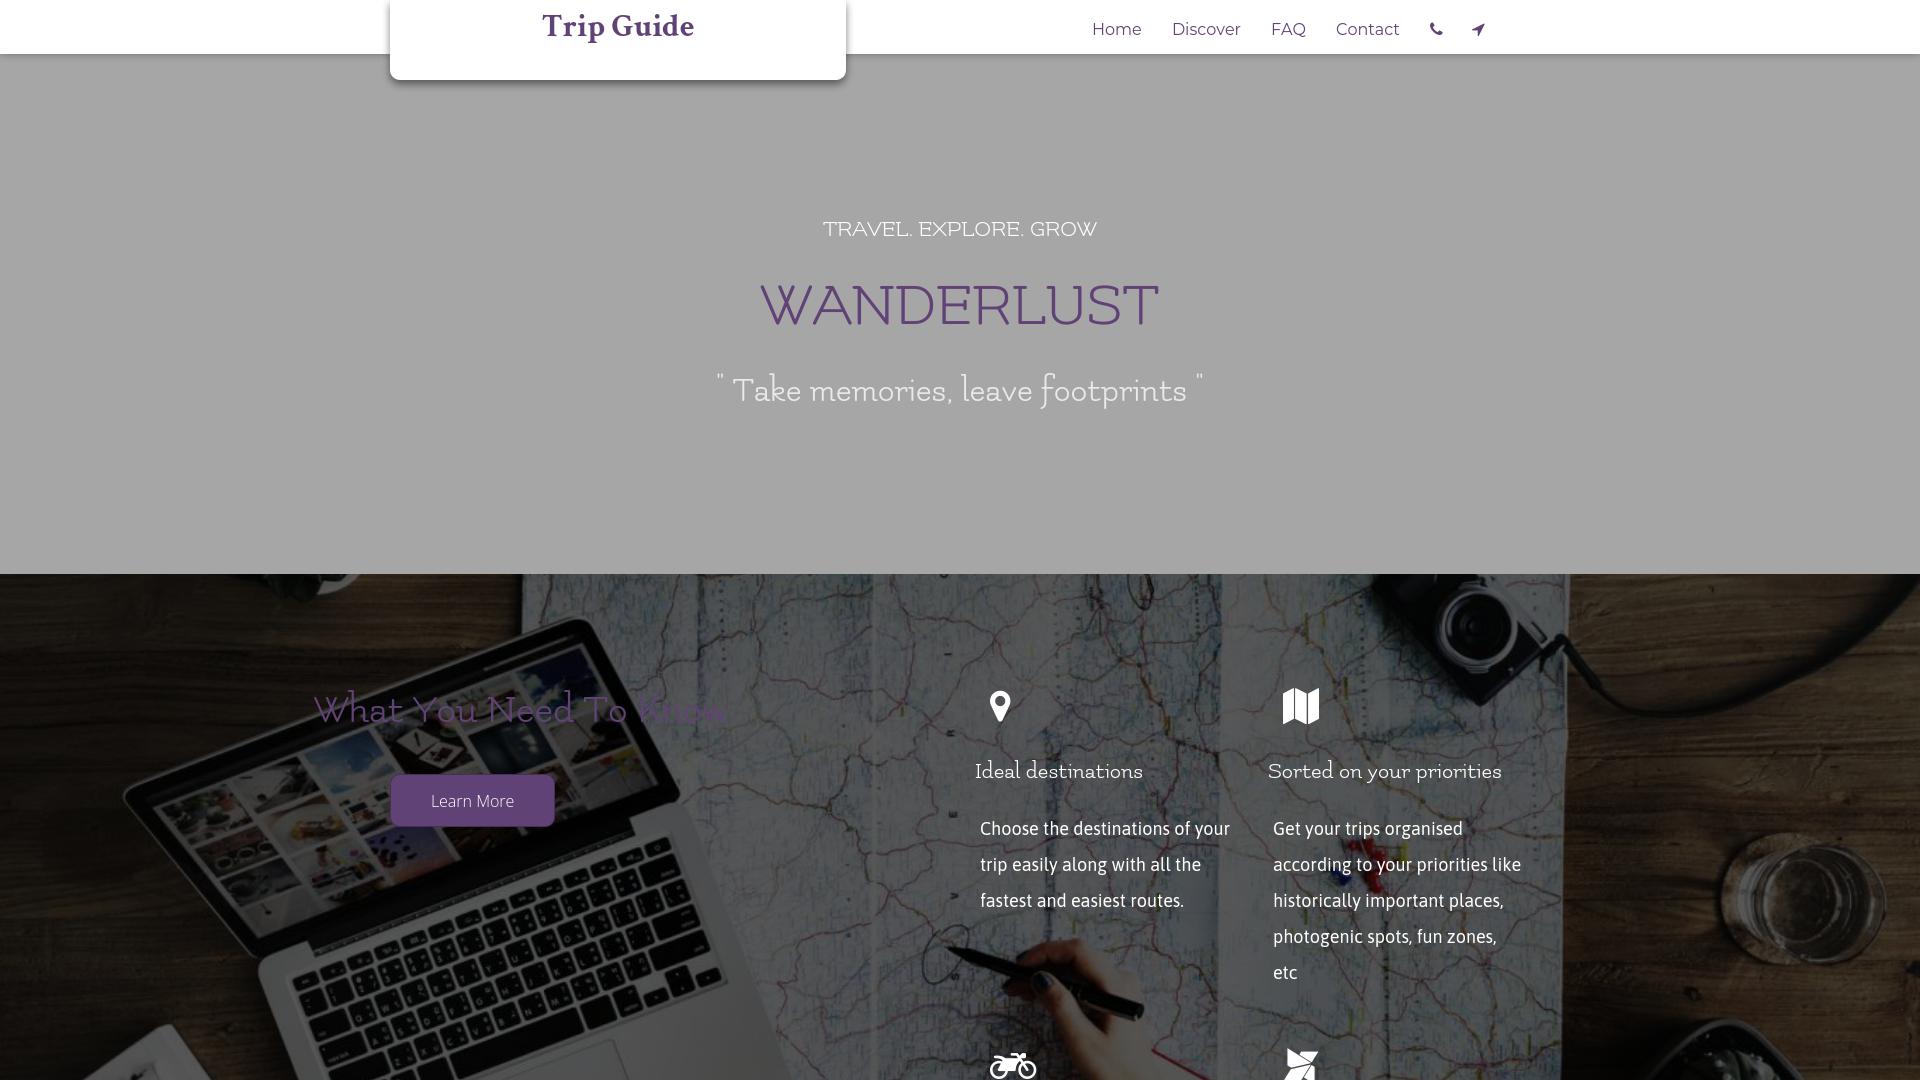 Trip Guide
Home Discover FAQ Contact
TRAVEL. EXPLORE. GROW
WANDERLUST
" Take memories, leave footprints "
What You Need To Know
Learn More
Ideal destinations
Choose the destinations of your
trip easily along with all the
fastest and easiest routes.
Sorted on your priorities
Get your trips organised
according to your priorities like
historically important places,
photogenic spots, fun zones,
etc